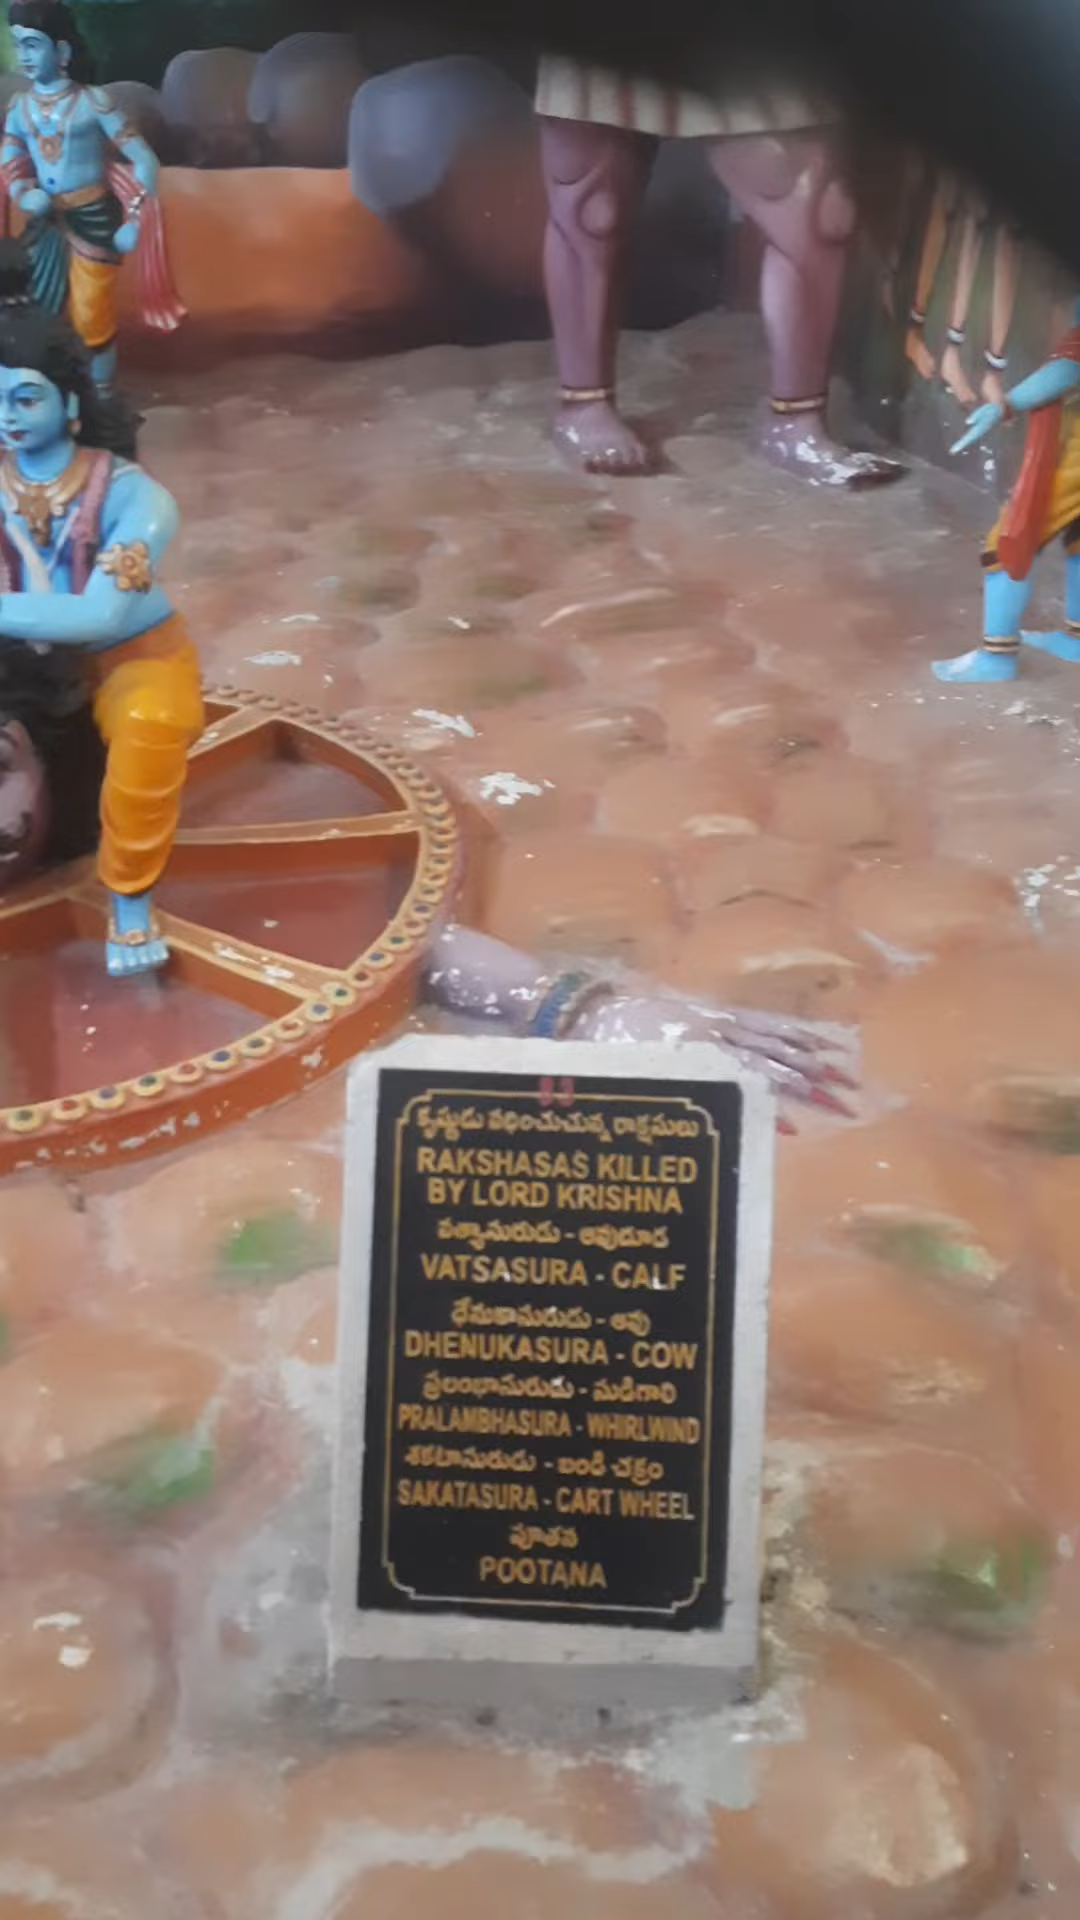 33
కృష్ణుడు వధించుచున్న రాక్షసులు
RAKSHASAS KILLED
BY LORD KRISHNA
వత్సాసురుడు - ఆవుదూడ
VATSASURA - CALF
ధేనుకాసురుడు - ఆవు
DHENUKASURA - COW
ప్రలంభాసురుడు - సుడిగాలి
PRALAMBHASURA - WHIRLWIND
శకటాసురుడు - బండి చక్రం
SAKATASURA - CART WHEEL
పూతన
POOTANA